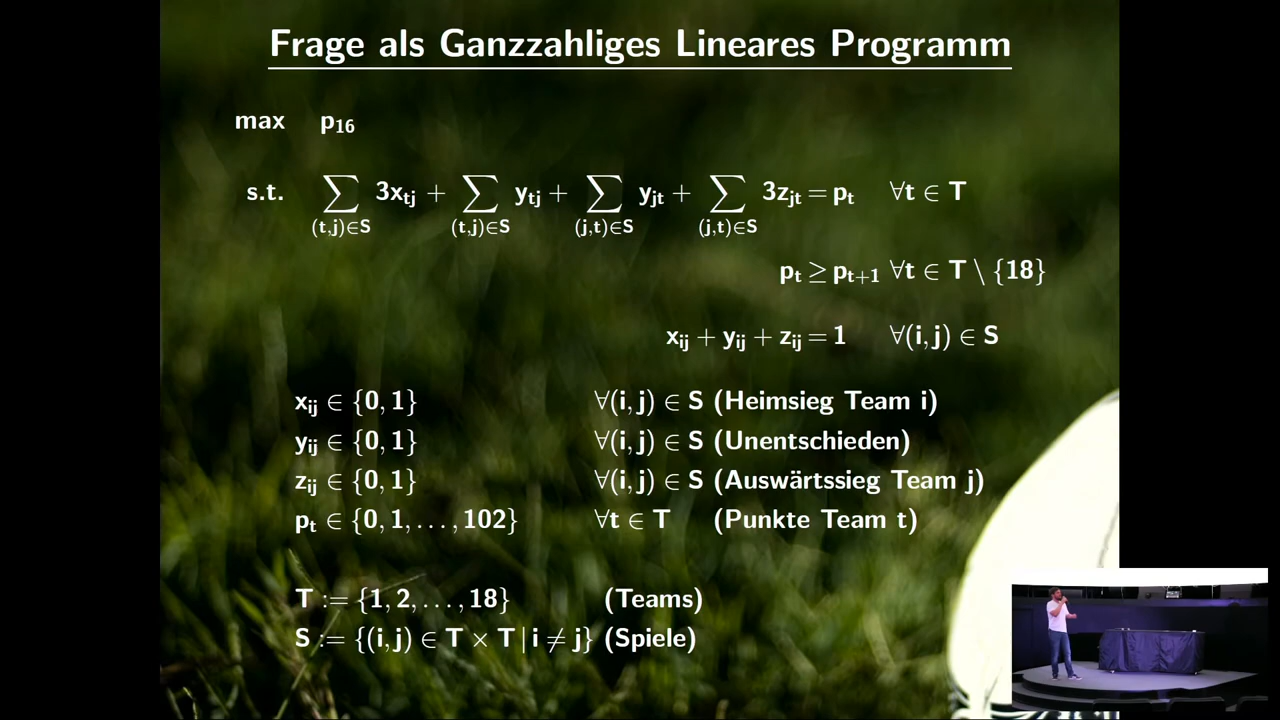 Frage als Ganzzahliges Lineares Programm
max p₁₆
s.t. ∑_{(t,j)∈S} 3x_{tj} + ∑_{(t,j)∈S} y_{tj} + ∑_{(j,t)∈S} y_{jt} + ∑_{(j,t)∈S} 3z_{jt} = p_t ∀t ∈ T
p_t ≥ p_{t+1} ∀t ∈ T \ {18}
x_{ij} + y_{ij} + z_{ij} = 1 ∀(i, j) ∈ S
x_{ij} ∈ {0, 1} ∀(i, j) ∈ S (Heimsieg Team i)
y_{ij} ∈ {0, 1} ∀(i, j) ∈ S (Unentschieden)
z_{ij} ∈ {0, 1} ∀(i, j) ∈ S (Auswärtssieg Team j)
p_t ∈ {0, 1, . . . , 102} ∀t ∈ T (Punkte Team t)
T := {1, 2, . . . , 18} (Teams)
S := {(i, j) ∈ T × T | i ≠ j} (Spiele)